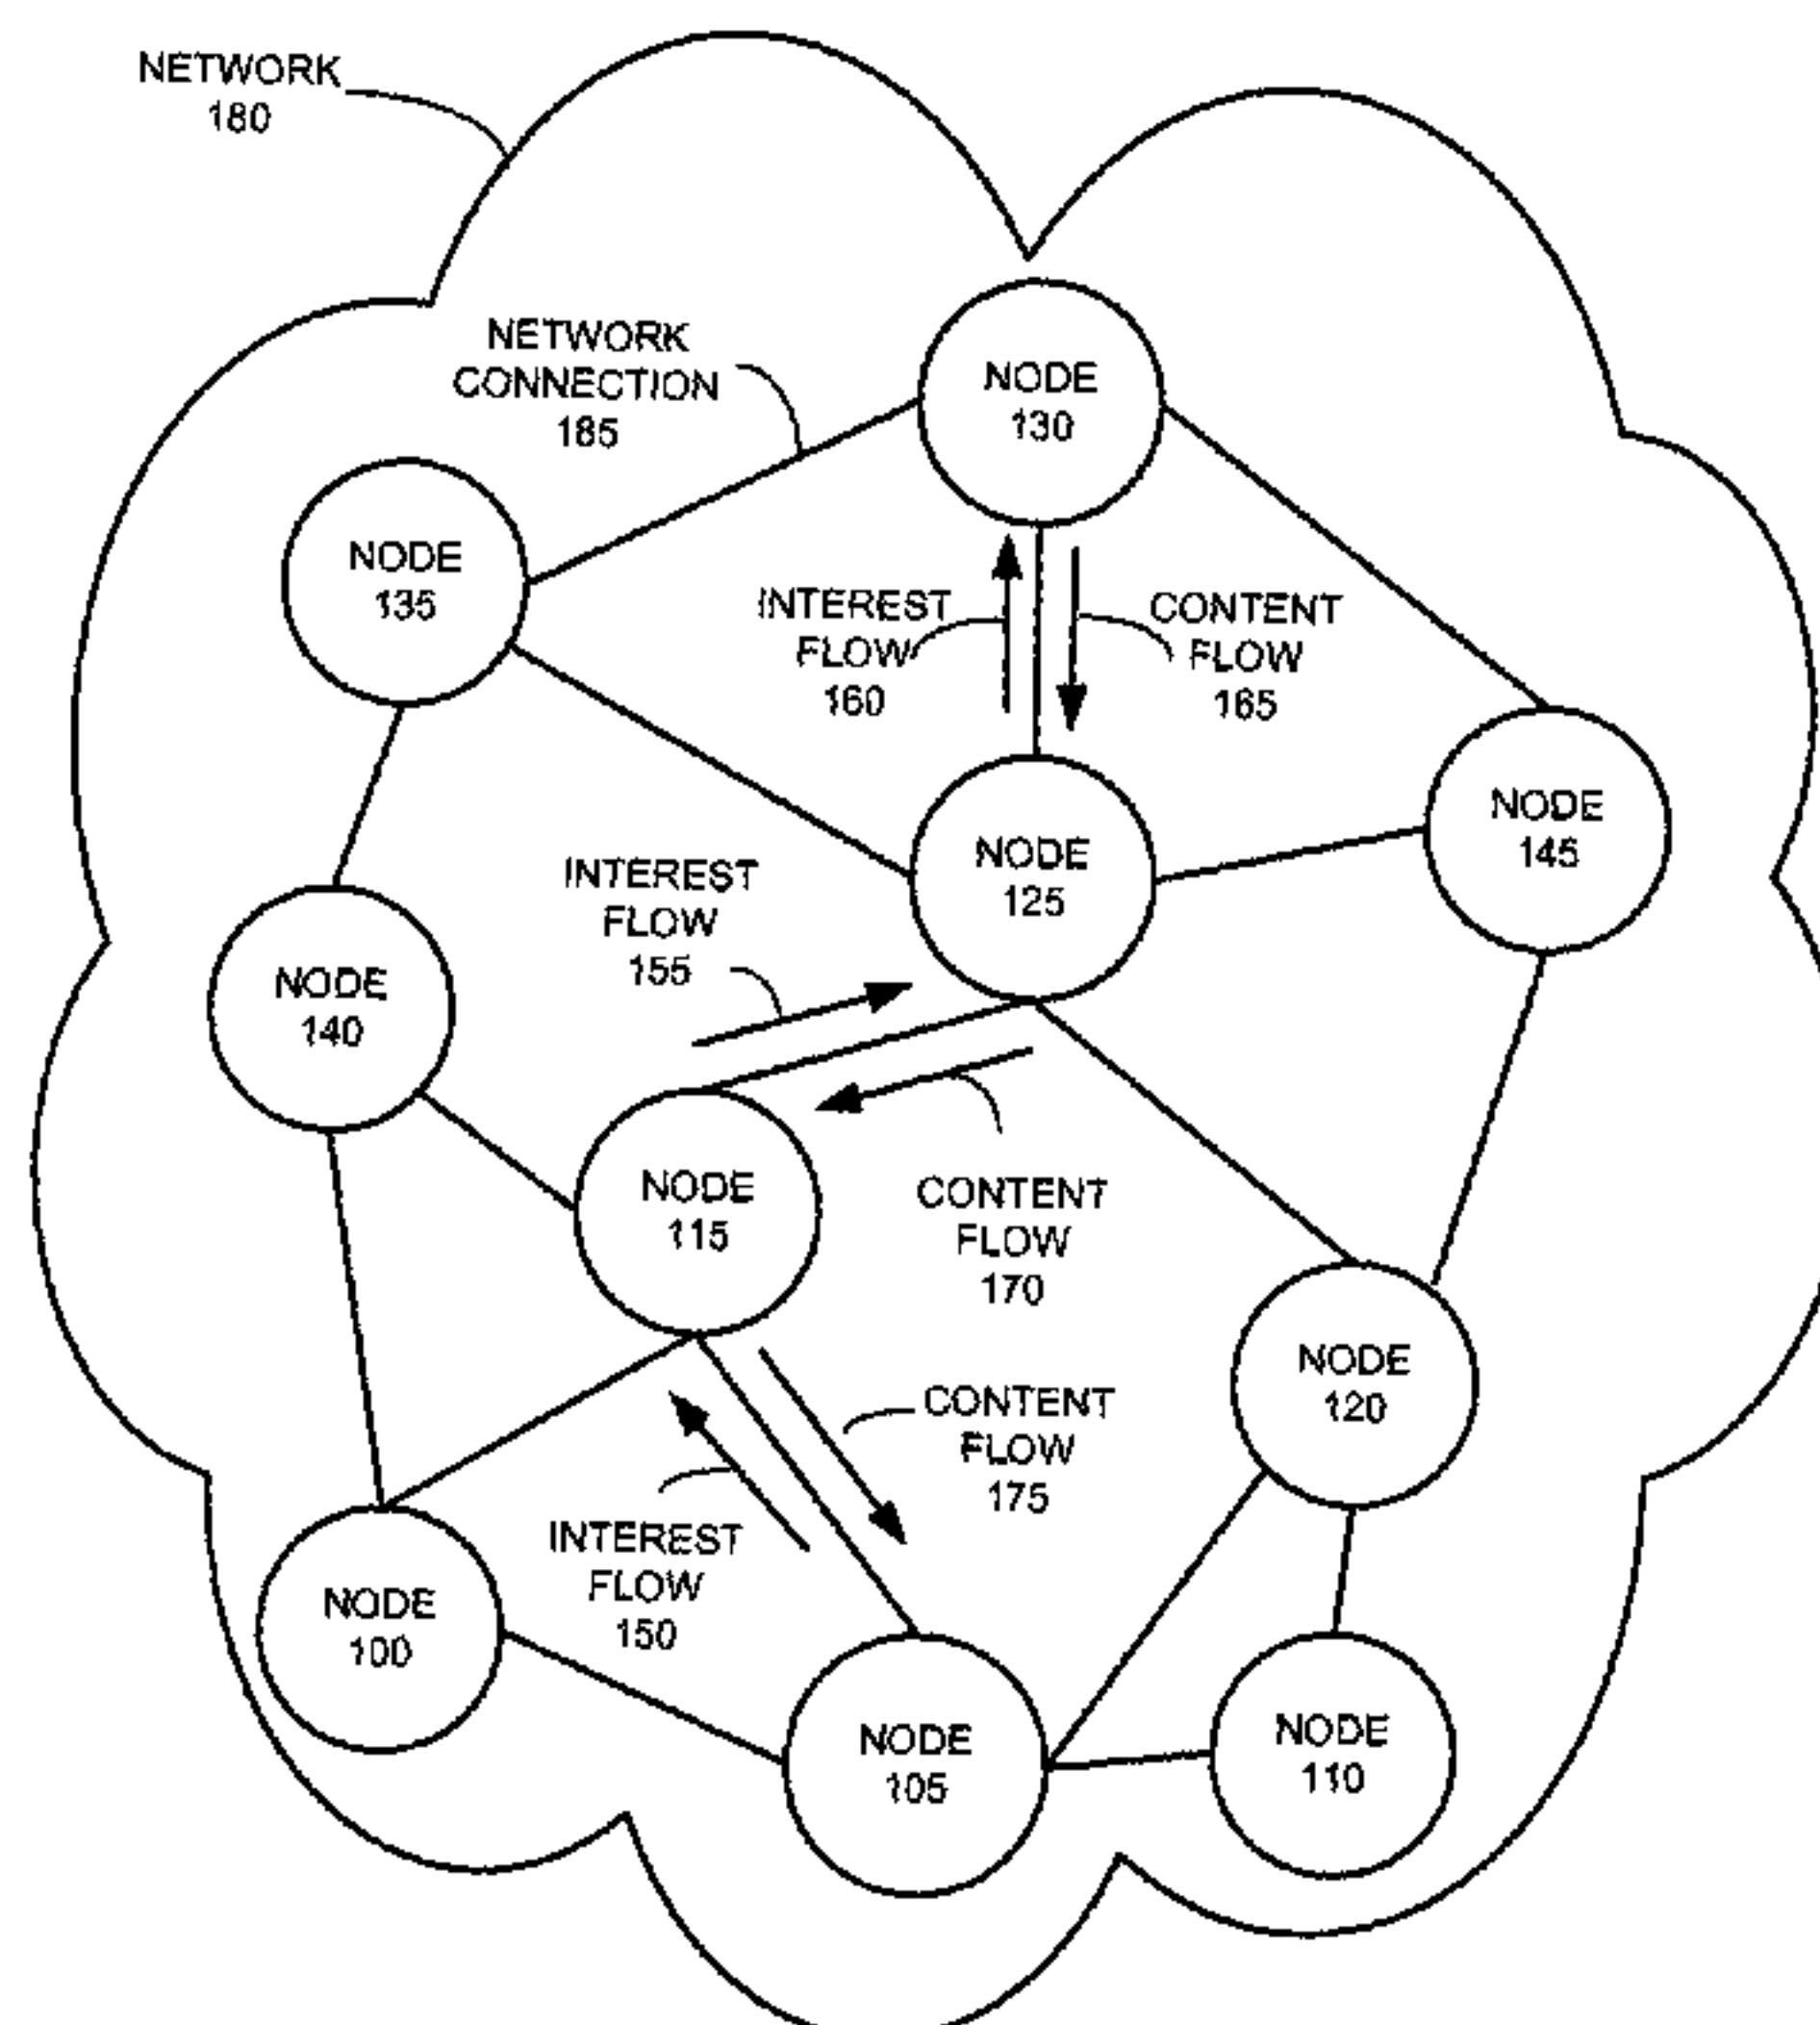 NETWORK
180
NETWORK
CONNECTION
185
NODE
130
NODE
135
INTEREST
FLOW
160
CONTENT
FLOW
165
NODE
145
NODE
125
INTEREST
FLOW
155
NODE
140
NODE
115
CONTENT
FLOW
170
NODE
120
CONTENT
FLOW
175
INTEREST
FLOW
150
NODE
100
NODE
105
NODE
110